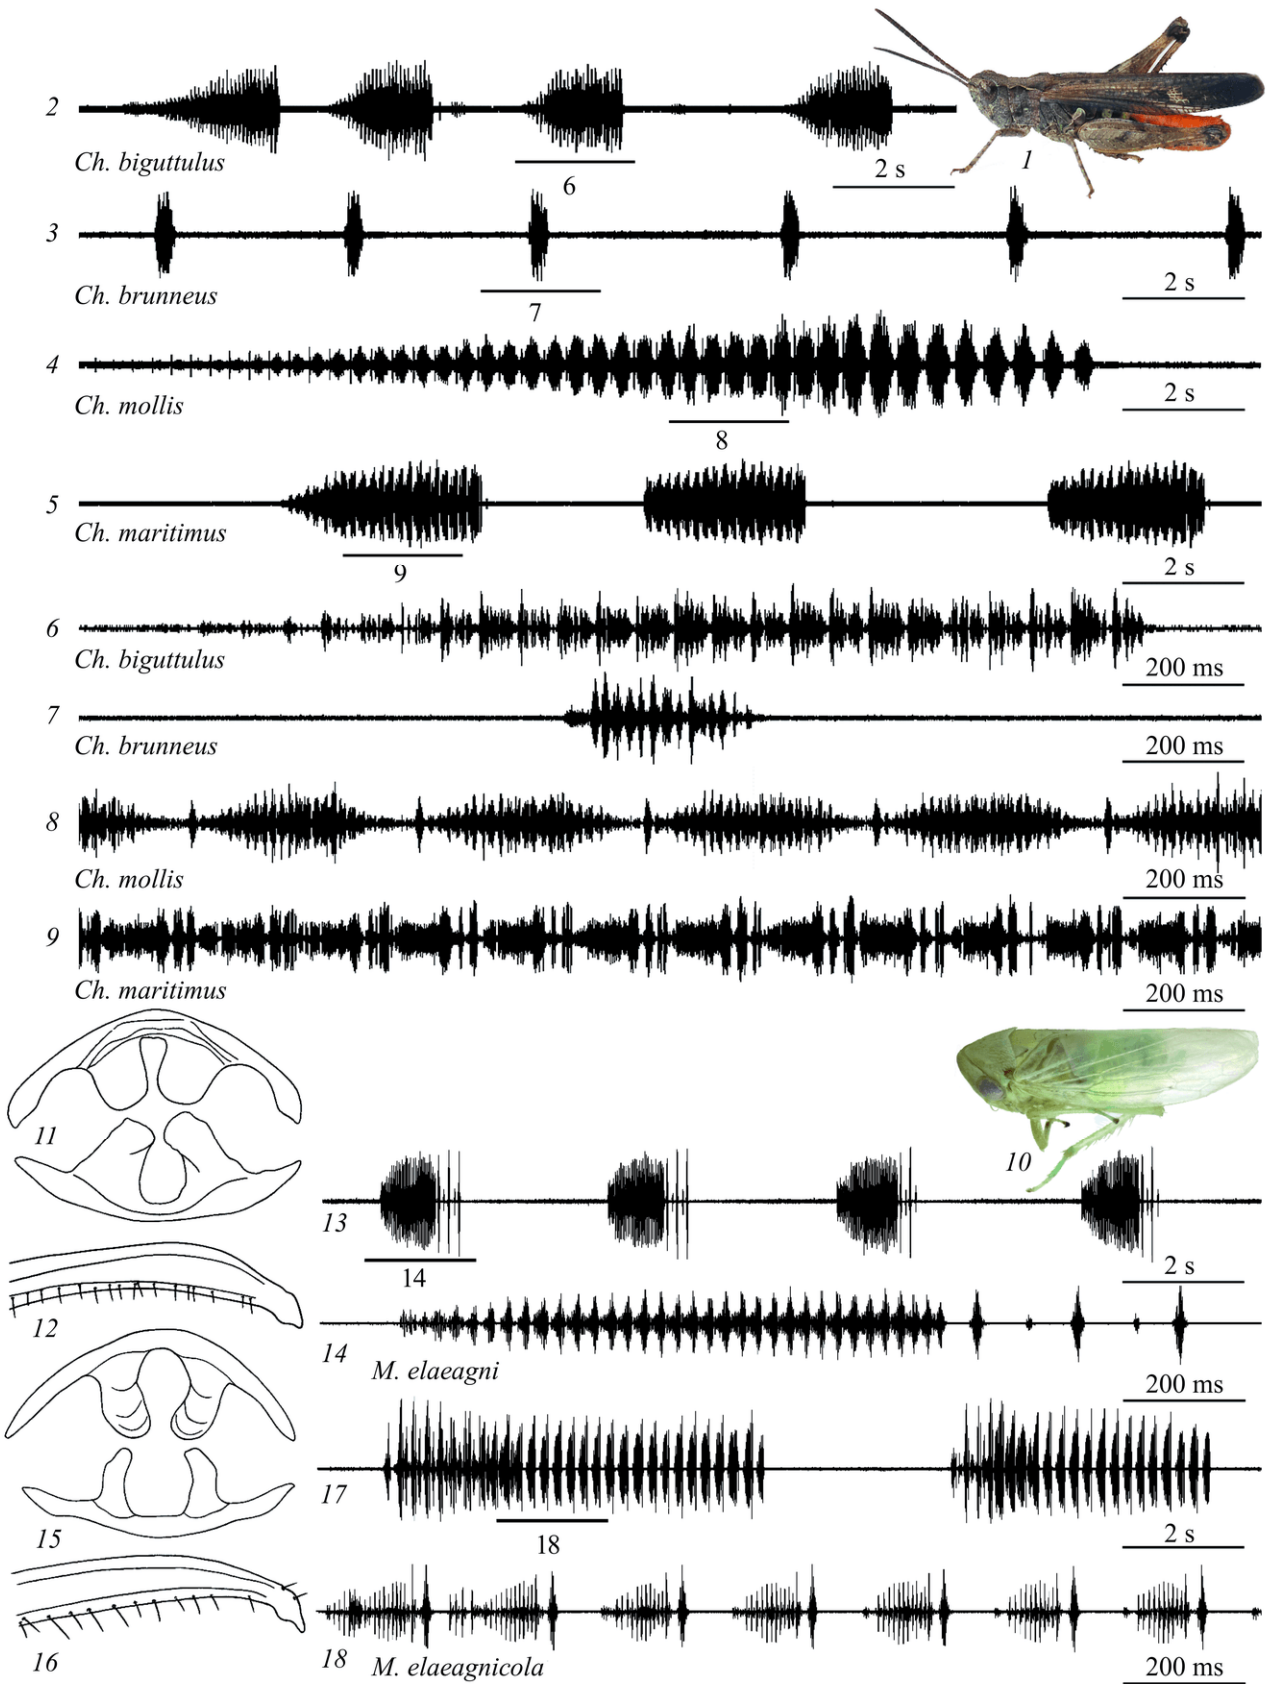 2
Ch. biguttulus
6
2 s
1
3
Ch. brunneus
7
2 s
4
Ch. mollis
8
2 s
5
Ch. maritimus
9
2 s
6
Ch. biguttulus
200 ms
7
Ch. brunneus
200 ms
8
Ch. mollis
200 ms
9
Ch. maritimus
200 ms
11
10
13
14
2 s
12
14
M. elaeagni
200 ms
15
17
18
2 s
16
18
M. elaeagnicola
200 ms